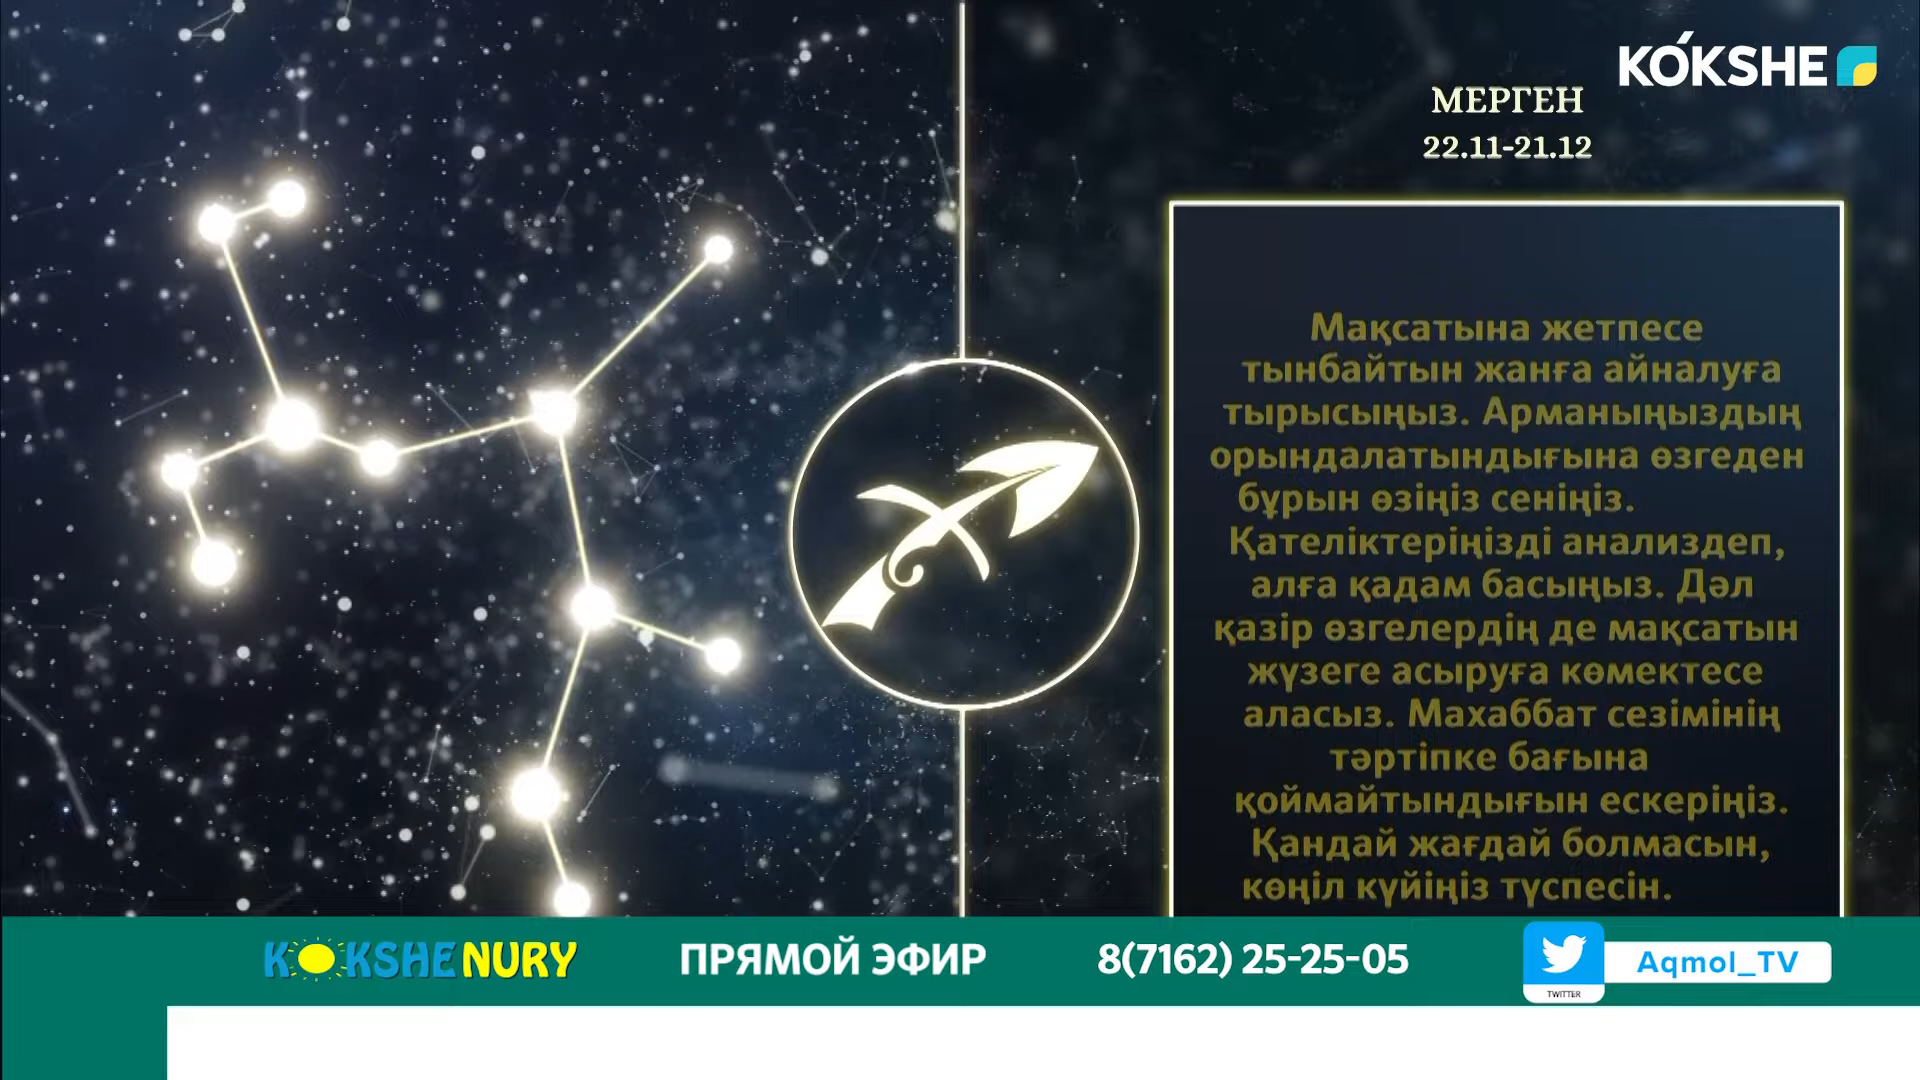 KÓKSHE
МЕРГЕН
22.11-21.12
Мақсатына жетпесе
тынбайтын жанға айналуға
тырысыңыз. Арманыңыздың
орындалатындығына өзгеден
бұрын өзіңіз сеніңіз.
Қателіктеріңізді анализдеп,
алға қадам басыңыз. Дәл
қазір өзгелердің де мақсатын
жүзеге асыруға көмектесе
аласыз. Махаббат сезімінің
тәртіпке бағына
қоймайтындығын ескеріңіз.
Қандай жағдай болмасын,
көңіл күйіңіз түспесін.
KOKSHE NURY
ПРЯМОЙ ЭФИР
8(7162) 25-25-05
TWITTER
Aqmol_TV